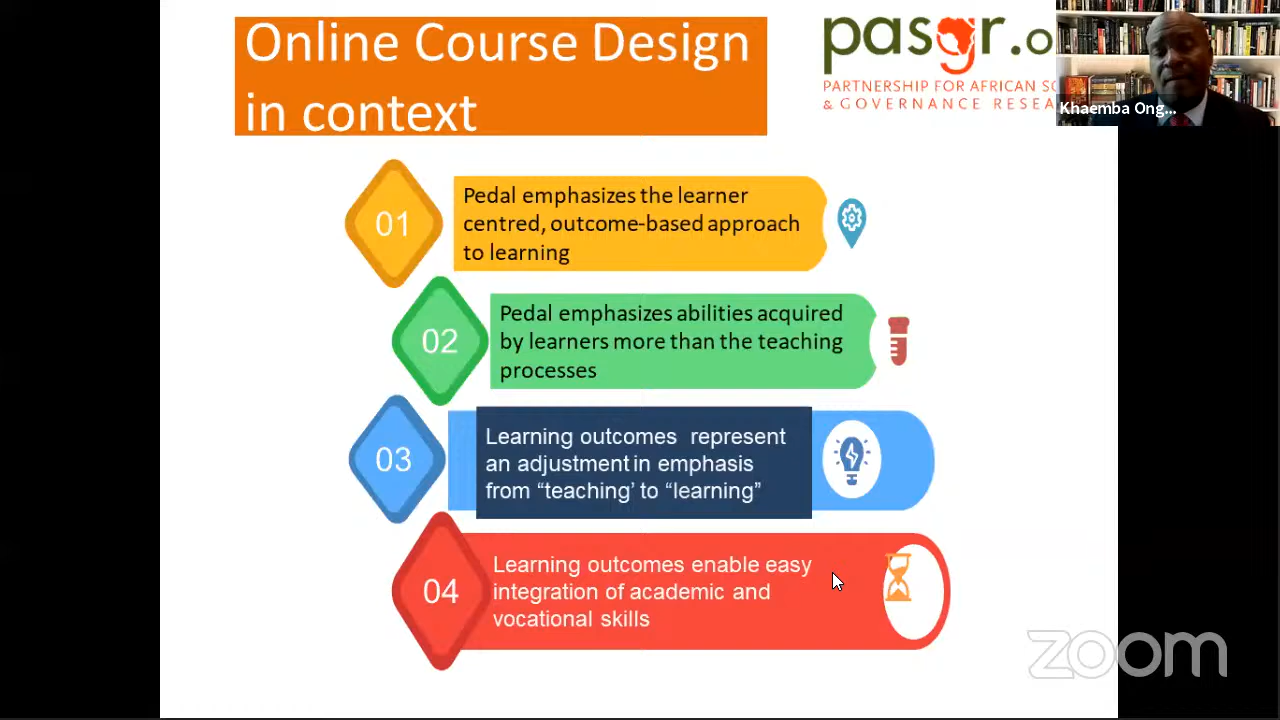 Online Course Design
in context
pasgr.o
PARTNERSHIP FOR AFRICAN SO
& GOVERNANCE RESEA
Khaemba Ong...
01
Pedal emphasizes the learner
centred, outcome-based approach
to learning
02
Pedal emphasizes abilities acquired
by learners more than the teaching
processes
03
Learning outcomes represent
an adjustment in emphasis
from “teaching’ to “learning”
04
Learning outcomes enable easy
integration of academic and
vocational skills
zoom